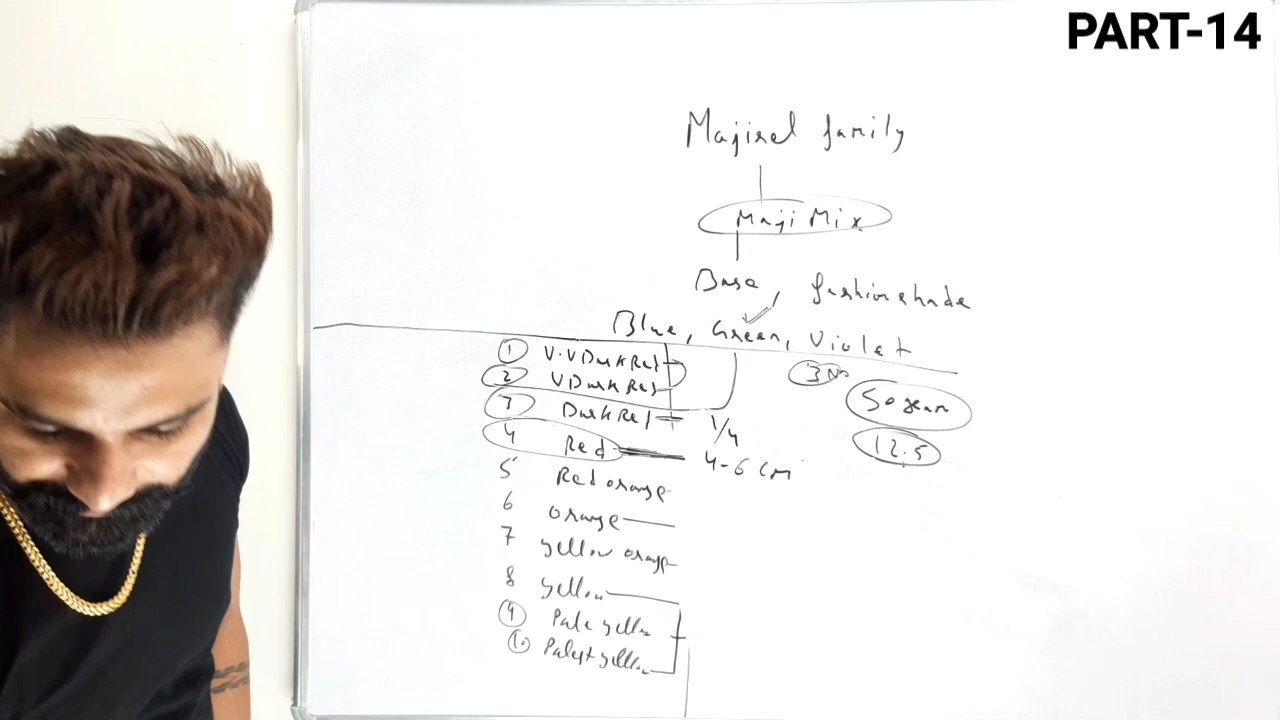 PART-14
Majirel family
Maji Mix
Base, fashion shade
Blue, Green, Violet
1 V.V Dark Red
2 V Dark Red
3 Dark Red
4 Red
5 Red orange
6 orange
7 yellow orange
8 yellow
9 Pale yellow
10 Palest yellow
3 No
50 gram
12.5
1/4
4-6 cm